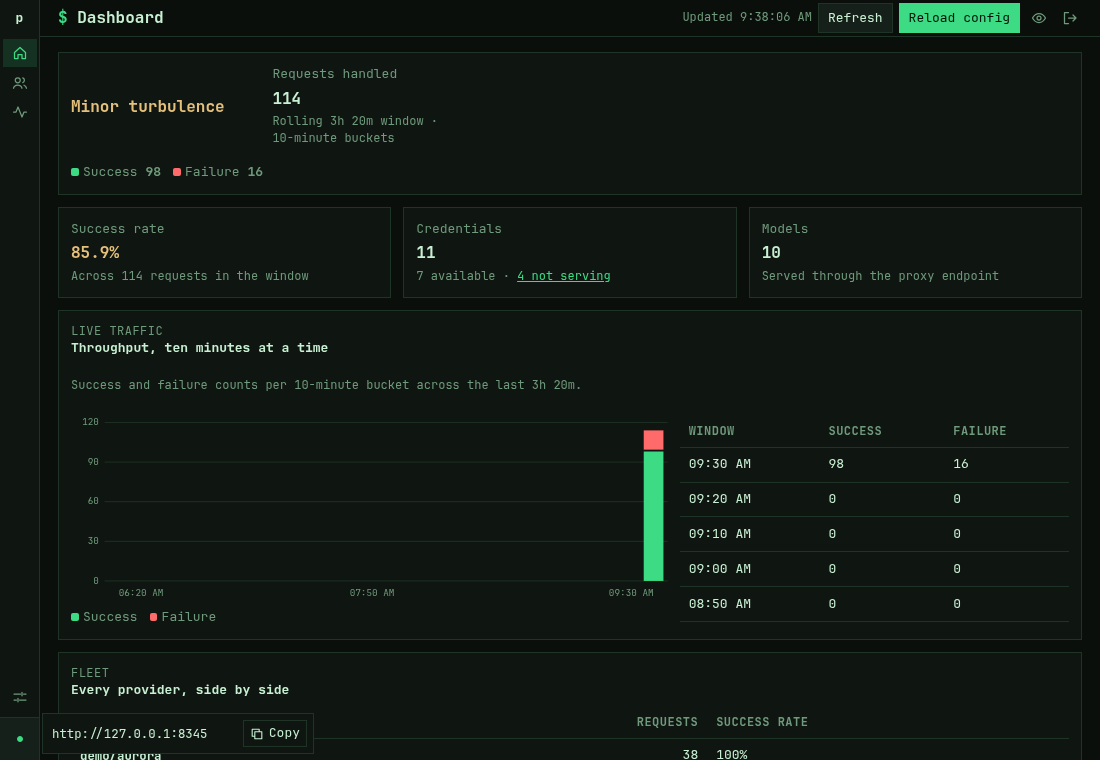 p
$ Dashboard
Updated 9:38:06 AM
Refresh
Reload config
Minor turbulence
Requests handled
114
Rolling 3h 20m window ·
10-minute buckets
Success 98 Failure 16
Success rate
85.9%
Across 114 requests in the window
Credentials
11
7 available · 4 not serving
Models
10
Served through the proxy endpoint
LIVE TRAFFIC
Throughput, ten minutes at a time
Success and failure counts per 10-minute bucket across the last 3h 20m.
120
90
60
30
0
06:20 AM 07:50 AM 09:30 AM
Success Failure
WINDOW SUCCESS FAILURE
09:30 AM 98 16
09:20 AM 0 0
09:10 AM 0 0
09:00 AM 0 0
08:50 AM 0 0
FLEET
Every provider, side by side
REQUESTS SUCCESS RATE
demo/aurora 38 100%
http://127.0.0.1:8345
Copy